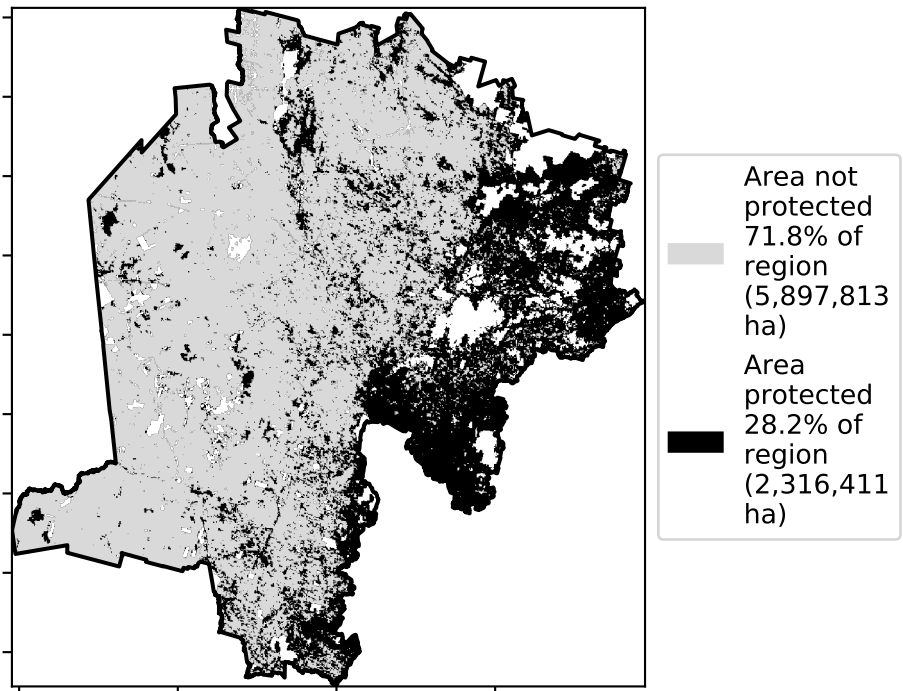 Area not
protected
71.8% of
region
(5,897,813
ha)
Area
protected
28.2% of
region
(2,316,411
ha)